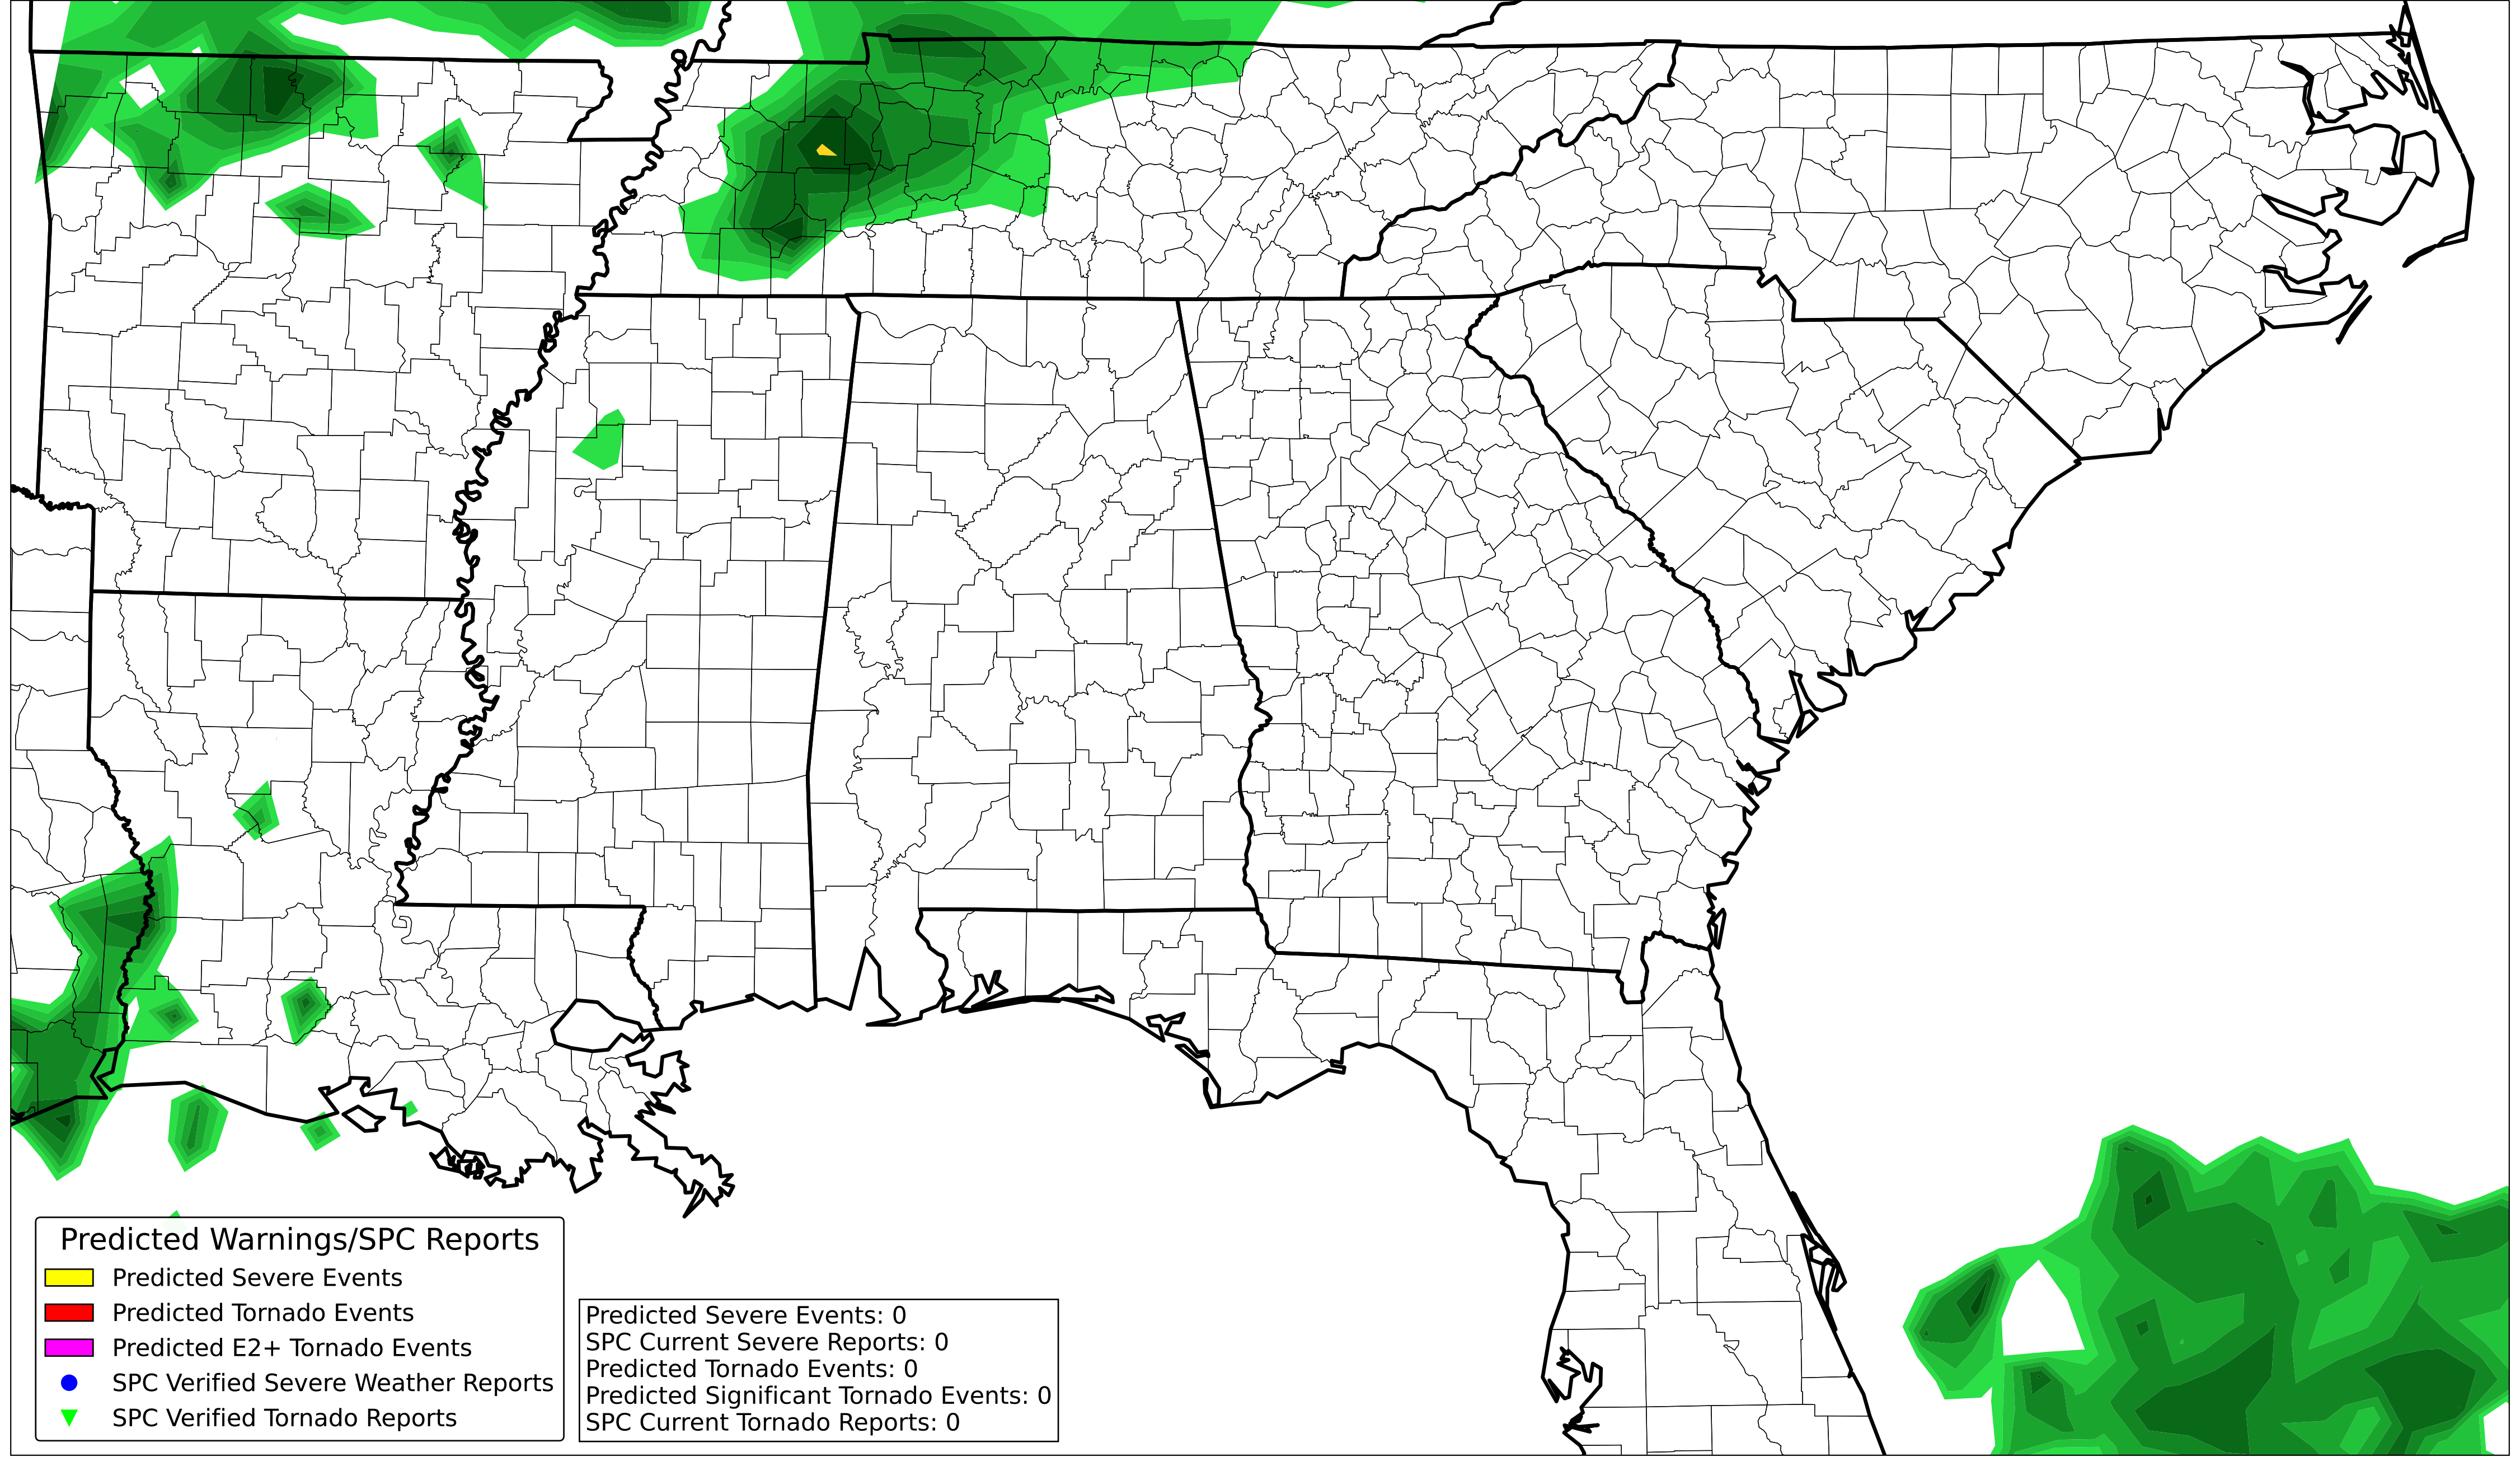 Predicted Warnings/SPC Reports
Predicted Severe Events
Predicted Tornado Events
Predicted E2+ Tornado Events
SPC Verified Severe Weather Reports
SPC Verified Tornado Reports
Predicted Severe Events: 0
SPC Current Severe Reports: 0
Predicted Tornado Events: 0
Predicted Significant Tornado Events: 0
SPC Current Tornado Reports: 0